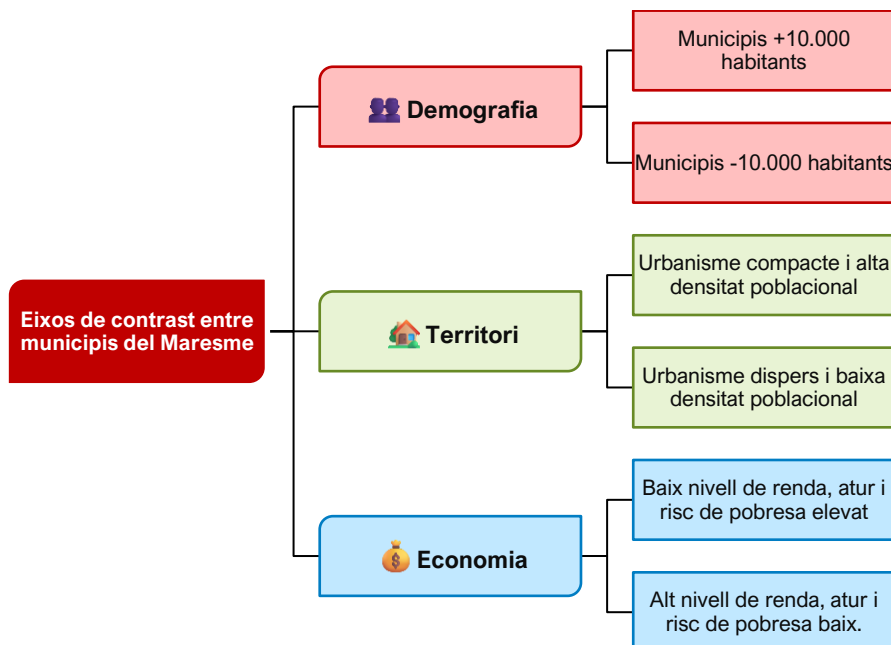 Eixos de contrast entre
municipis del Maresme
Demografia
Municipis +10.000
habitants
Municipis -10.000 habitants
Territori
Urbanisme compacte i alta
densitat poblacional
Urbanisme dispers i baixa
densitat poblacional
Economia
Baix nivell de renda, atur i
risc de pobresa elevat
Alt nivell de renda, atur i
risc de pobresa baix.